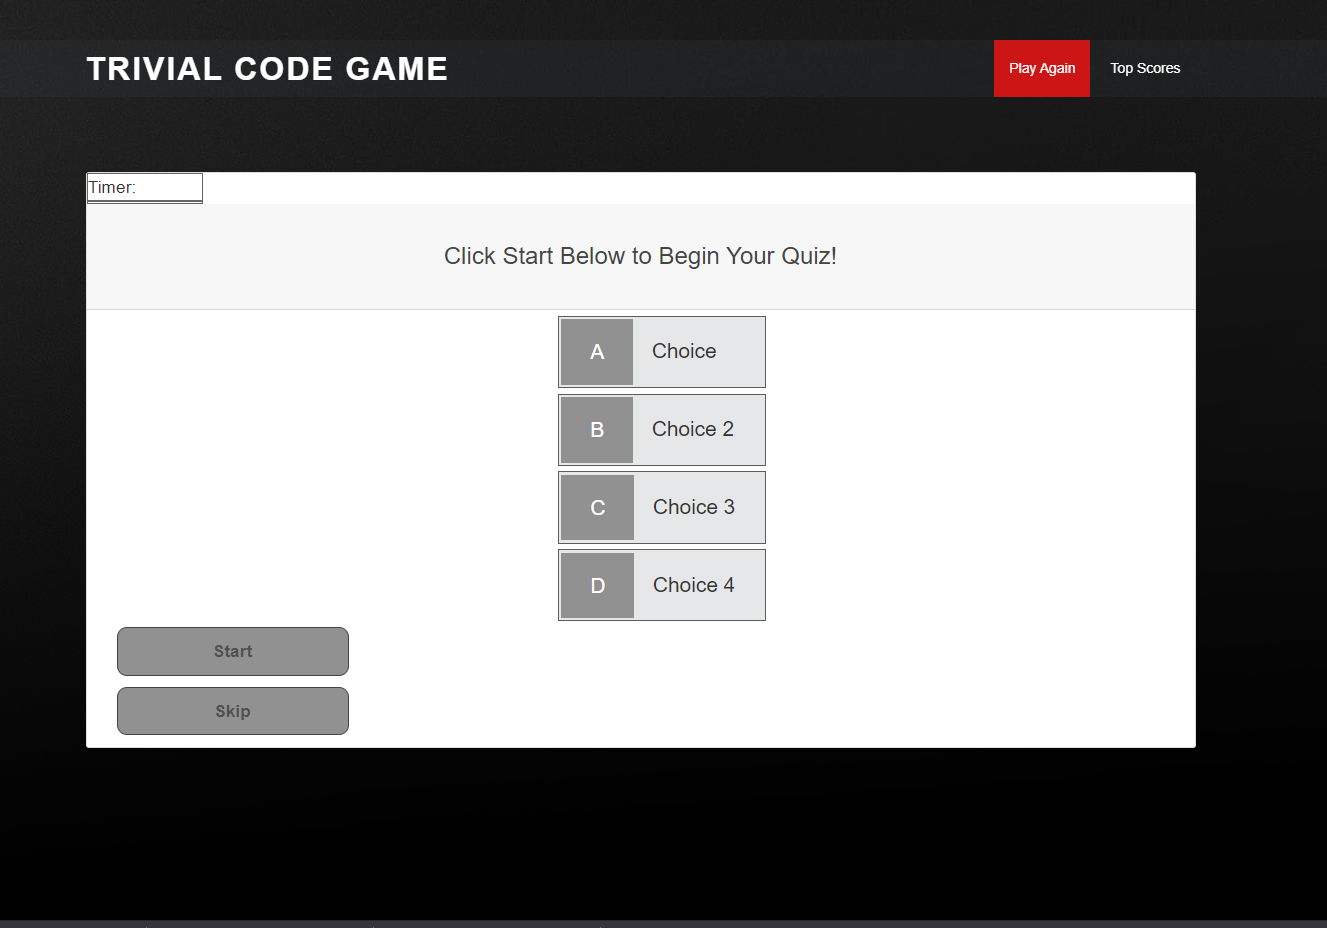 TRIVIAL CODE GAME
Play Again
Top Scores
Timer:
Click Start Below to Begin Your Quiz!
A Choice
B Choice 2
C Choice 3
D Choice 4
Start
Skip